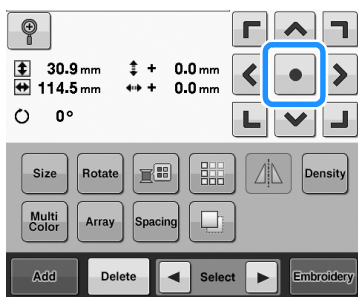 30.9 mm + 0.0 mm
114.5 mm + 0.0 mm
0°
Size Rotate Density
Multi Color Array Spacing
Add Delete Select Embroidery